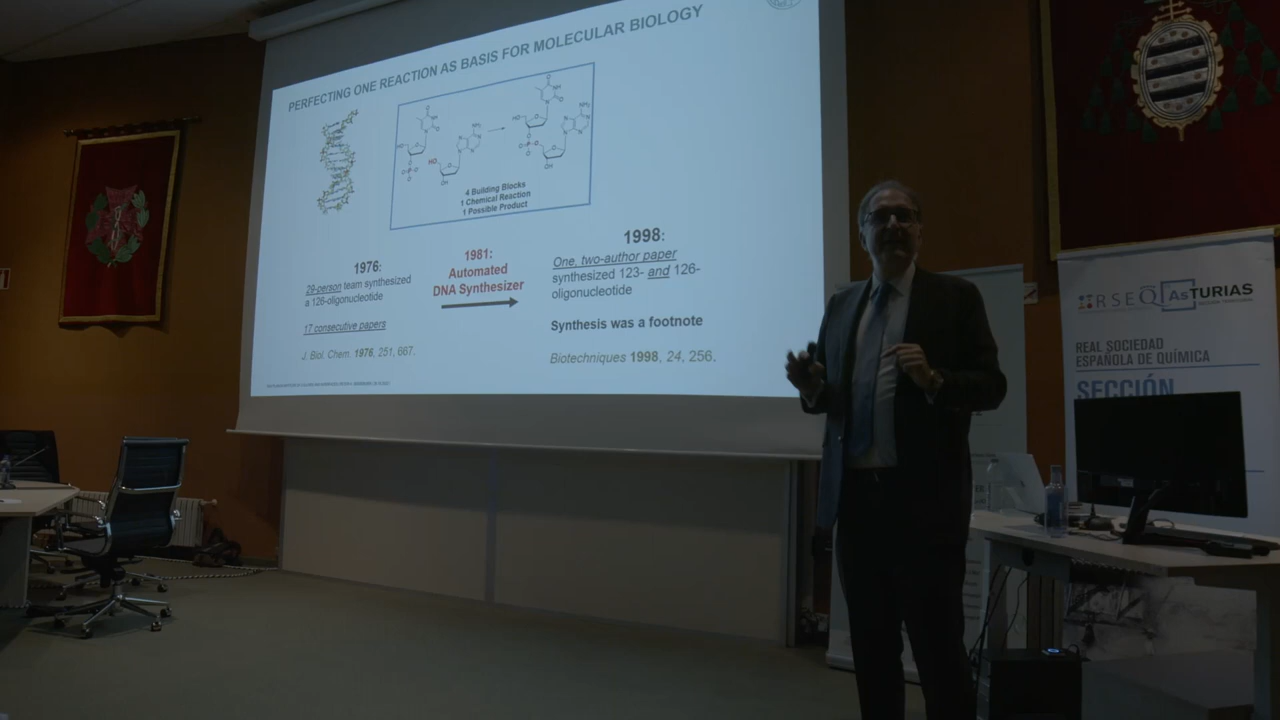 PERFECTING ONE REACTION AS BASIS FOR MOLECULAR BIOLOGY
4 Building Blocks
1 Chemical Reaction
1 Possible Product
1976:
29-person team synthesized
a 126-oligonucleotide
17 consecutive papers
J. Biol. Chem. 1976, 251, 667.
1981:
Automated
DNA Synthesizer
1998:
One, two-author paper
synthesized 123- and 126-
oligonucleotide
Synthesis was a footnote
Biotechniques 1998, 24, 256.
RSEQ AsTURIAS
REAL SOCIEDAD
ESPAÑOLA DE QUÍMICA
SECCIÓN